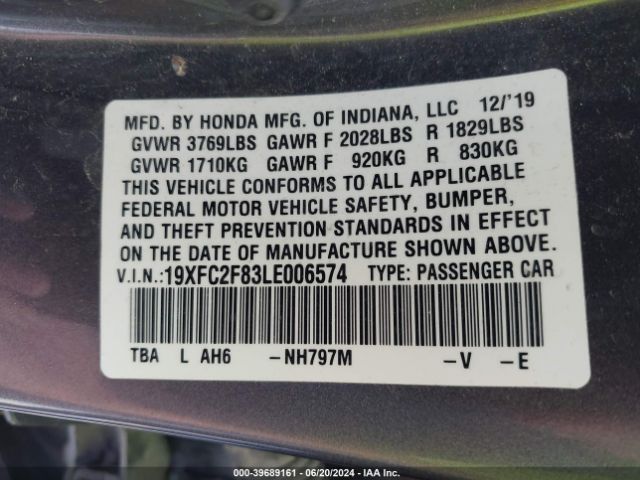 MFD. BY HONDA MFG. OF INDIANA, LLC 12/'19
GVWR 3769LBS GAWR F 2028LBS R 1829LBS
GVWR 1710KG GAWR F 920KG R 830KG
THIS VEHICLE CONFORMS TO ALL APPLICABLE
FEDERAL MOTOR VEHICLE SAFETY, BUMPER,
AND THEFT PREVENTION STANDARDS IN EFFECT
ON THE DATE OF MANUFACTURE SHOWN ABOVE.
V.I.N.:19XFC2F83LE006574 TYPE: PASSENGER CAR
TBA L AH6 -NH797M -V -E
000-39689161 - 06/20/2024 - IAA Inc.